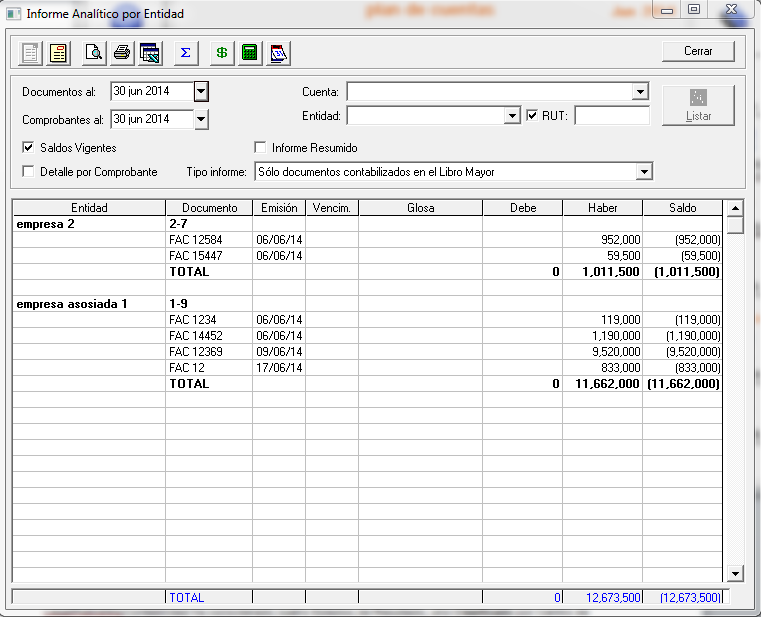 plan de cuentas
Informe Analítico por Entidad
Σ $
Cerrar
Documentos al: 30 jun 2014 Cuenta:
Comprobantes al: 30 jun 2014 Entidad: RUT: Listar
Saldos Vigentes Informe Resumido
Detalle por Comprobante Tipo informe: Sólo documentos contabilizados en el Libro Mayor
Entidad Documento Emisión Vencim. Glosa Debe Haber Saldo
empresa 2 2-7
FAC 12584 06/06/14 952,000 (952,000)
FAC 15447 06/06/14 59,500 (59,500)
TOTAL 0 1,011,500 (1,011,500)
empresa asosiada 1 1-9
FAC 1234 06/06/14 119,000 (119,000)
FAC 14452 06/06/14 1,190,000 (1,190,000)
FAC 12369 09/06/14 9,520,000 (9,520,000)
FAC 12 17/06/14 833,000 (833,000)
TOTAL 0 11,662,000 (11,662,000)
TOTAL 0 12,673,500 (12,673,500)